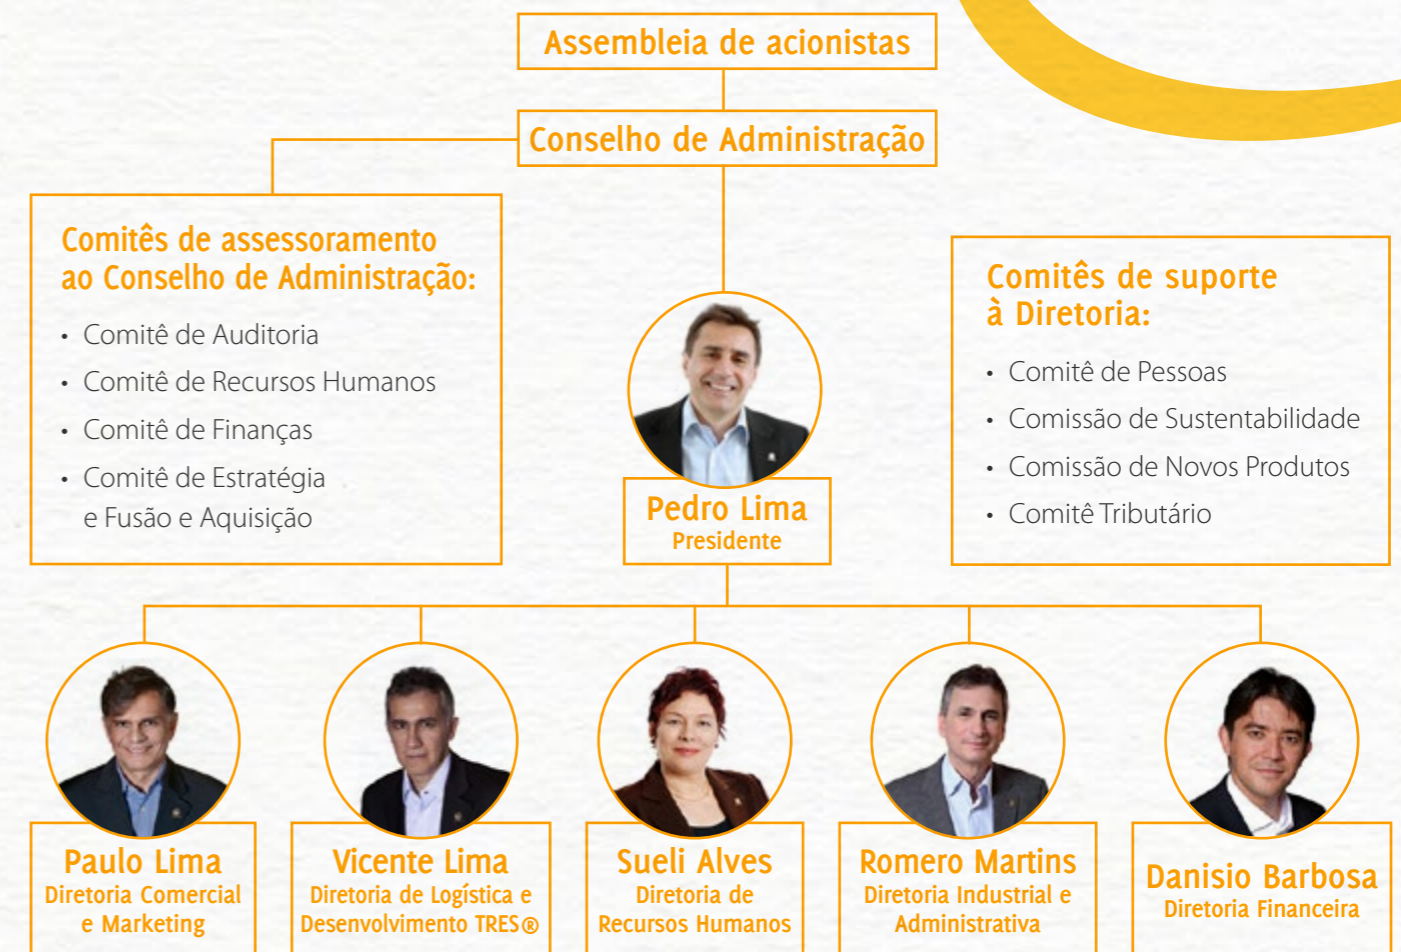 Assembleia de acionistas
Conselho de Administração
Comitês de assessoramento
ao Conselho de Administração:
• Comitê de Auditoria
• Comitê de Recursos Humanos
• Comitê de Finanças
• Comitê de Estratégia
e Fusão e Aquisição
Comitês de suporte
à Diretoria:
• Comitê de Pessoas
• Comissão de Sustentabilidade
• Comissão de Novos Produtos
• Comitê Tributário
Pedro Lima
Presidente
Paulo Lima
Diretoria Comercial
e Marketing
Vicente Lima
Diretoria de Logística e
Desenvolvimento TRES®
Sueli Alves
Diretoria de
Recursos Humanos
Romero Martins
Diretoria Industrial e
Administrativa
Danisio Barbosa
Diretoria Financeira